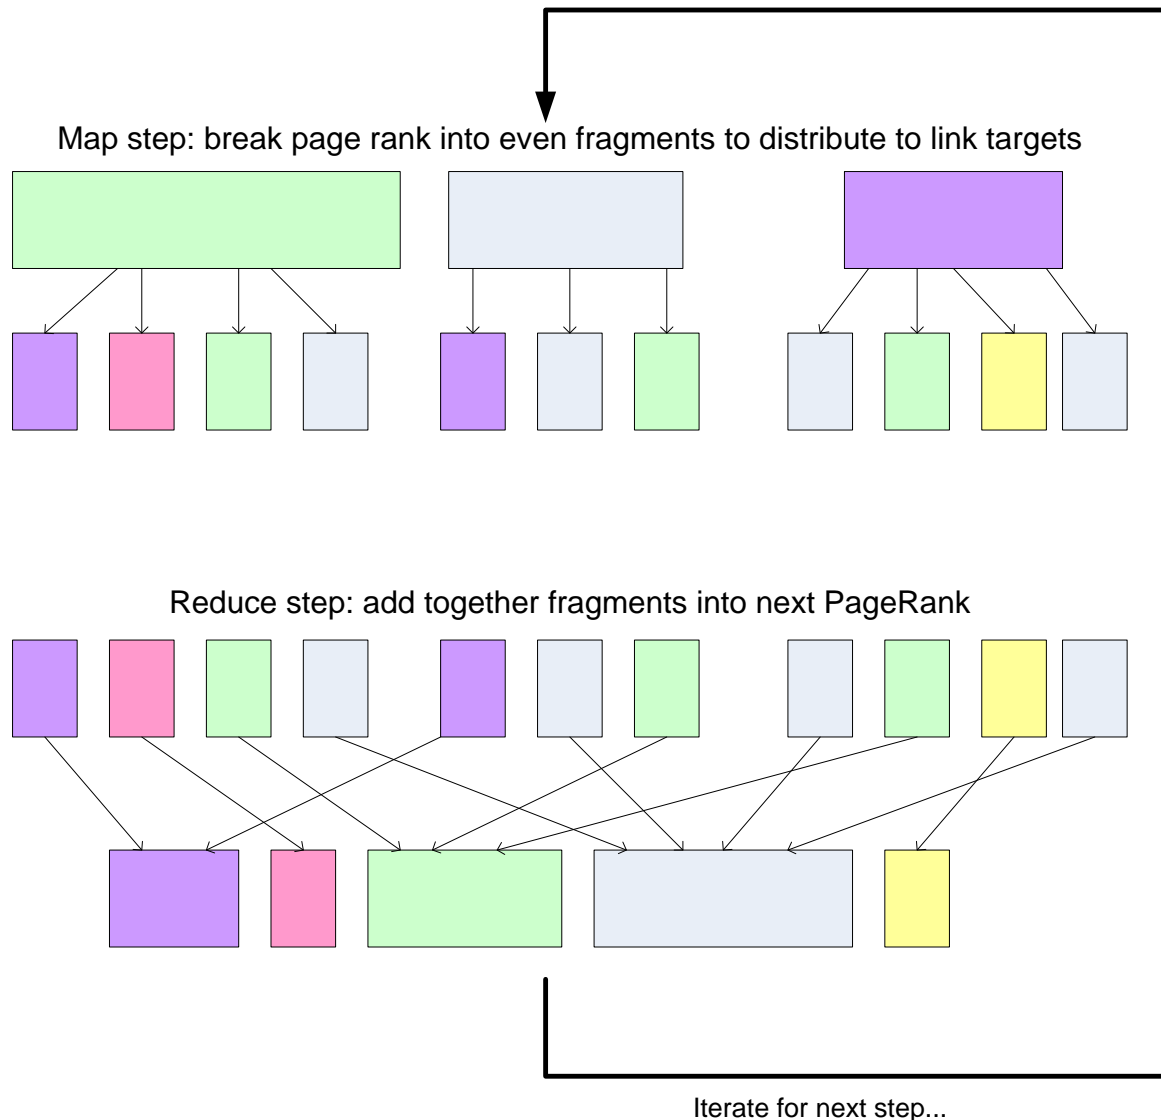 Map step: break page rank into even fragments to distribute to link targets
Reduce step: add together fragments into next PageRank
Iterate for next step...